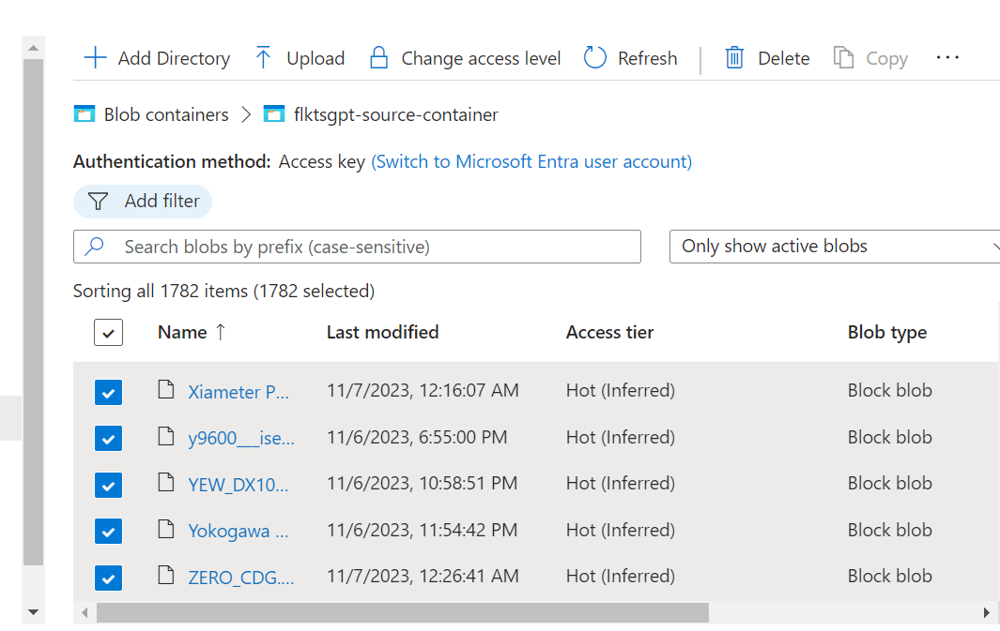 Add Directory Upload Change access level Refresh Delete Copy ...
Blob containers > flktsgpt-source-container
Authentication method: Access key (Switch to Microsoft Entra user account)
Add filter
Search blobs by prefix (case-sensitive) Only show active blobs
Sorting all 1782 items (1782 selected)
Name ↑ Last modified Access tier Blob type
Xiameter P... 11/7/2023, 12:16:07 AM Hot (Inferred) Block blob
y9600___ise... 11/6/2023, 6:55:00 PM Hot (Inferred) Block blob
YEW_DX10... 11/6/2023, 10:58:51 PM Hot (Inferred) Block blob
Yokogawa ... 11/6/2023, 11:54:42 PM Hot (Inferred) Block blob
ZERO_CDG.... 11/7/2023, 12:26:41 AM Hot (Inferred) Block blob